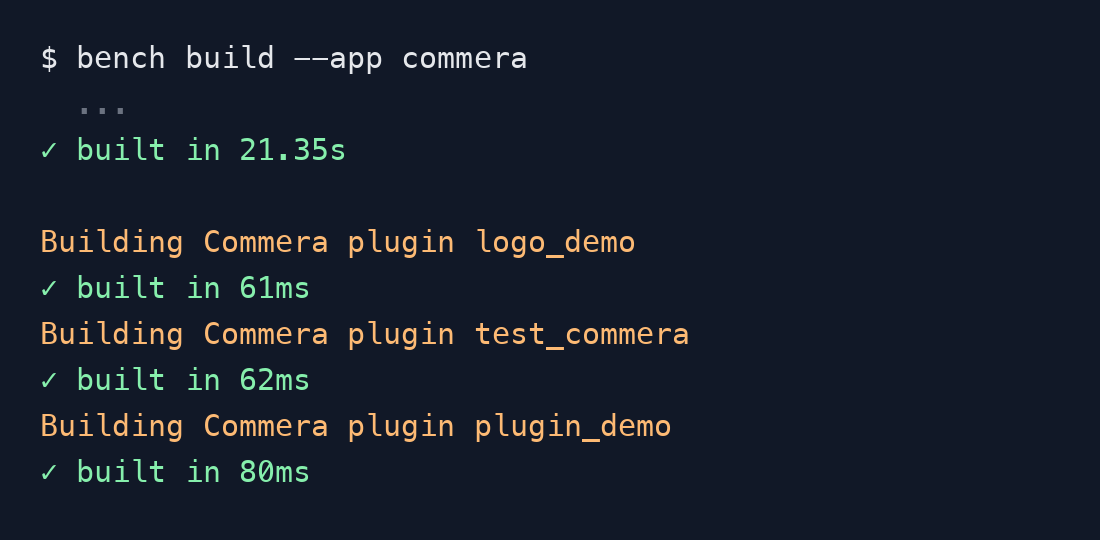 $ bench build --app commera
...
✓ built in 21.35s
Building Commera plugin logo_demo
✓ built in 61ms
Building Commera plugin test_commera
✓ built in 62ms
Building Commera plugin plugin_demo
✓ built in 80ms